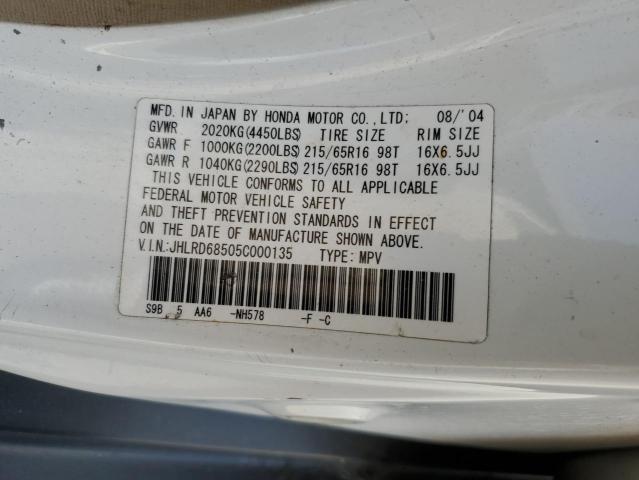 MFD. IN JAPAN BY HONDA MOTOR CO.,LTD: 08/'04
GVWR 2020KG(4450LBS) TIRE SIZE RIM SIZE
GAWR F 1000KG(2200LBS) 215/65R16 98T 16X6.5JJ
GAWR R 1040KG(2290LBS) 215/65R16 98T 16X6.5JJ
THIS VEHICLE CONFORMS TO ALL APPLICABLE
FEDERAL MOTOR VEHICLE SAFETY
AND THEFT PREVENTION STANDARDS IN EFFECT
ON THE DATE OF MANUFACTURE SHOWN ABOVE.
V.I.N.:JHLRD68505C000135 TYPE: MPV
S9B 5 AA6 -NH578 -F -C